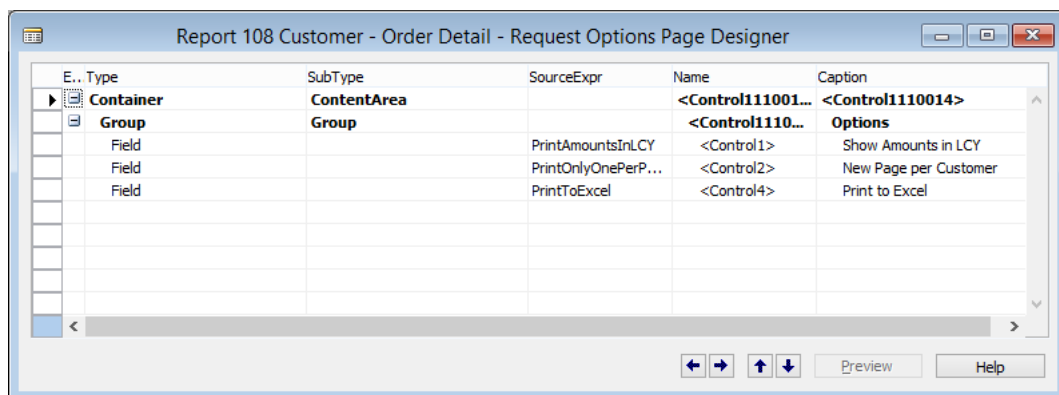 Report 108 Customer - Order Detail - Request Options Page Designer
E.. Type SubType SourceExpr Name Caption
Container ContentArea <Control111001... <Control1110014>
Group Group <Control1110... Options
Field PrintAmountsInLCY <Control1> Show Amounts in LCY
Field PrintOnlyOnePerP... <Control2> New Page per Customer
Field PrintToExcel <Control4> Print to Excel
Preview Help